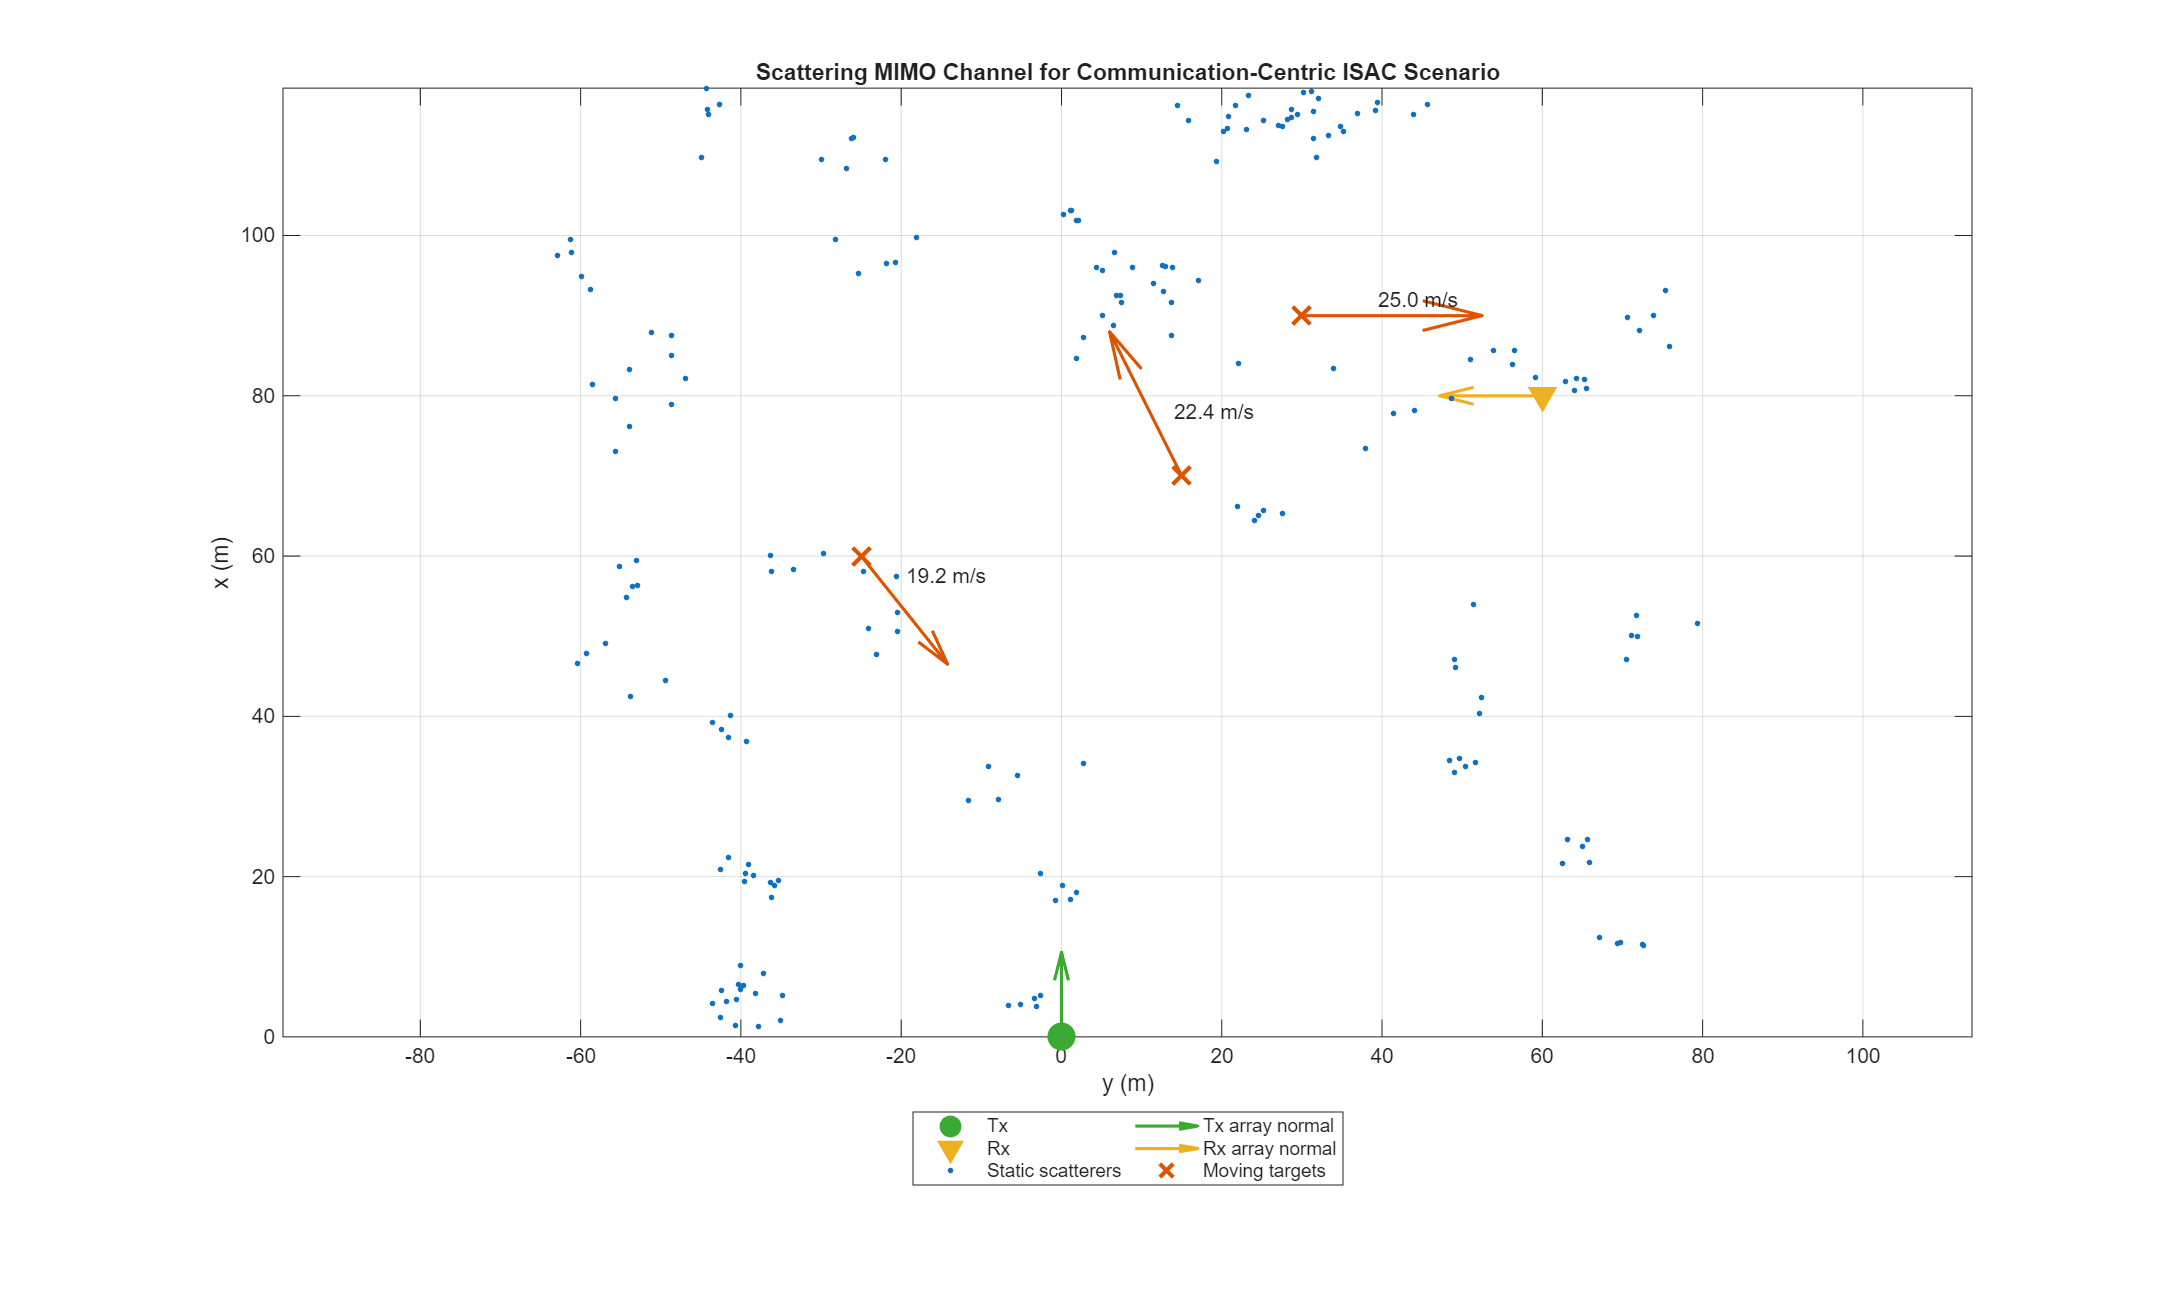 Scattering MIMO Channel for Communication-Centric ISAC Scenario
100
80
60
40
20
0
x (m)
25.0 m/s
22.4 m/s
19.2 m/s
-80 -60 -40 -20 0 20 40 60 80 100
y (m)
Tx Tx array normal
Rx Rx array normal
Static scatterers Moving targets